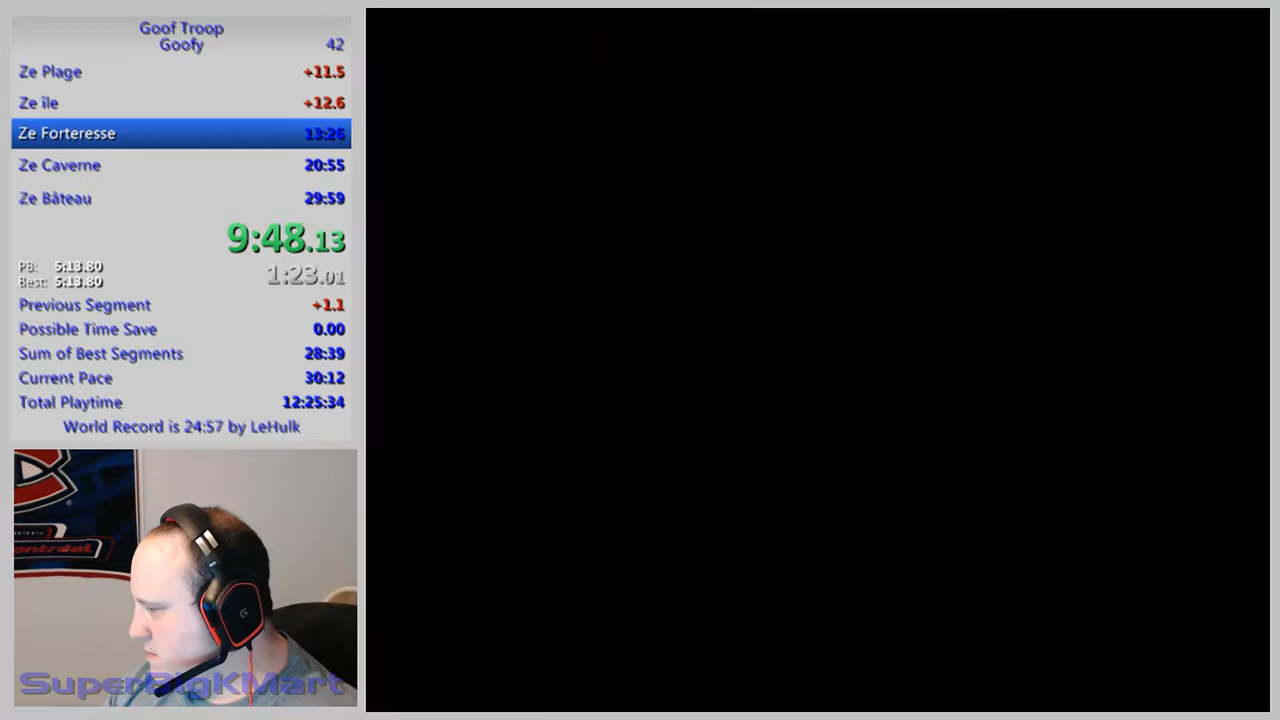 Goof Troop
Goofy 42
Ze Plage +11.5
Ze île +12.6
Ze Forteresse 13:26
Ze Caverne 20:55
Ze Bâteau 29:59
9:48.13
PB: 5:13.80
1:23.01
Best: 5:13.80
Previous Segment +1.1
Possible Time Save 0.00
Sum of Best Segments 28:39
Current Pace 30:12
Total Playtime 12:25:34
World Record is 24:57 by LeHulk
SuperBigKMart